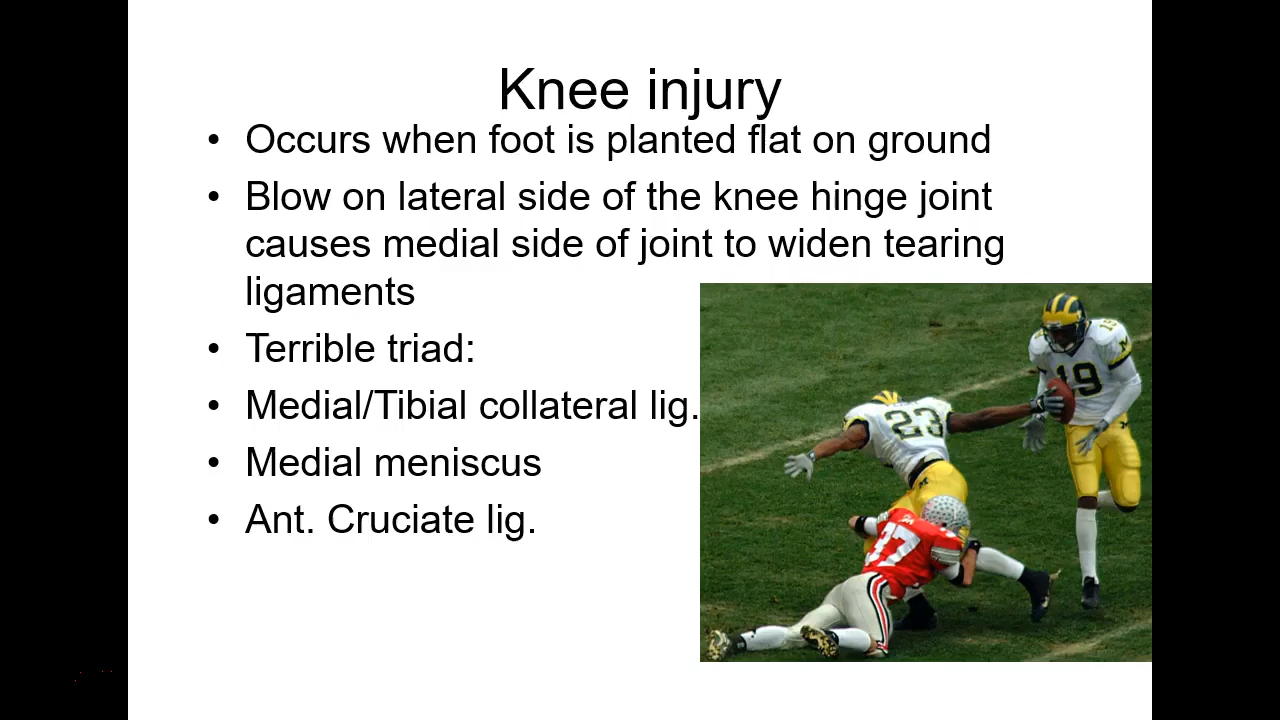 Knee injury
• Occurs when foot is planted flat on ground
• Blow on lateral side of the knee hinge joint
causes medial side of joint to widen tearing
ligaments
• Terrible triad:
• Medial/Tibial collateral lig.
• Medial meniscus
• Ant. Cruciate lig.
19
23
37